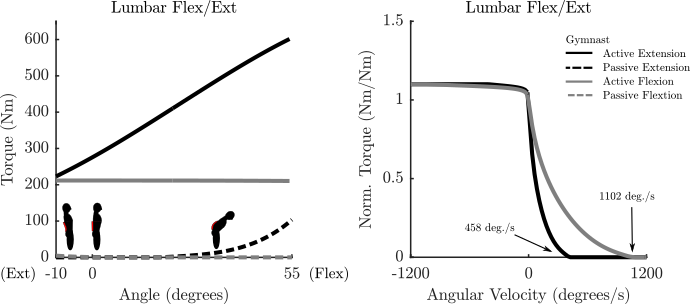 Lumbar Flex/Ext
600
500
400
300
200
100
0
Torque (Nm)
(Ext) -10 0 55 (Flex)
Angle (degrees)
Lumbar Flex/Ext
1.5
1
0.5
0
Norm. Torque (Nm/Nm)
Gymnast
Active Extension
Passive Extension
Active Flexion
Passive Flextion
1102 deg./s
458 deg./s
-1200 0 1200
Angular Velocity (degrees/s)